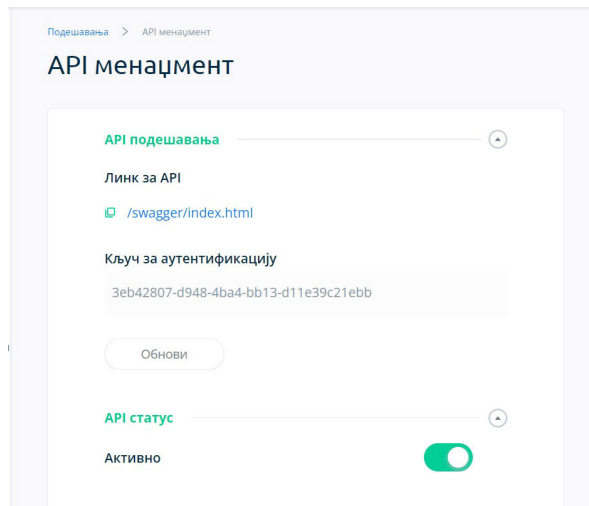 Подешавања > API менаџмент
API менаџмент
API подешавања
Линк за API
/swagger/index.html
Кључ за аутентификацију
3eb42807-d948-4ba4-bb13-d11e39c21ebb
Обнови
API статус
Активно